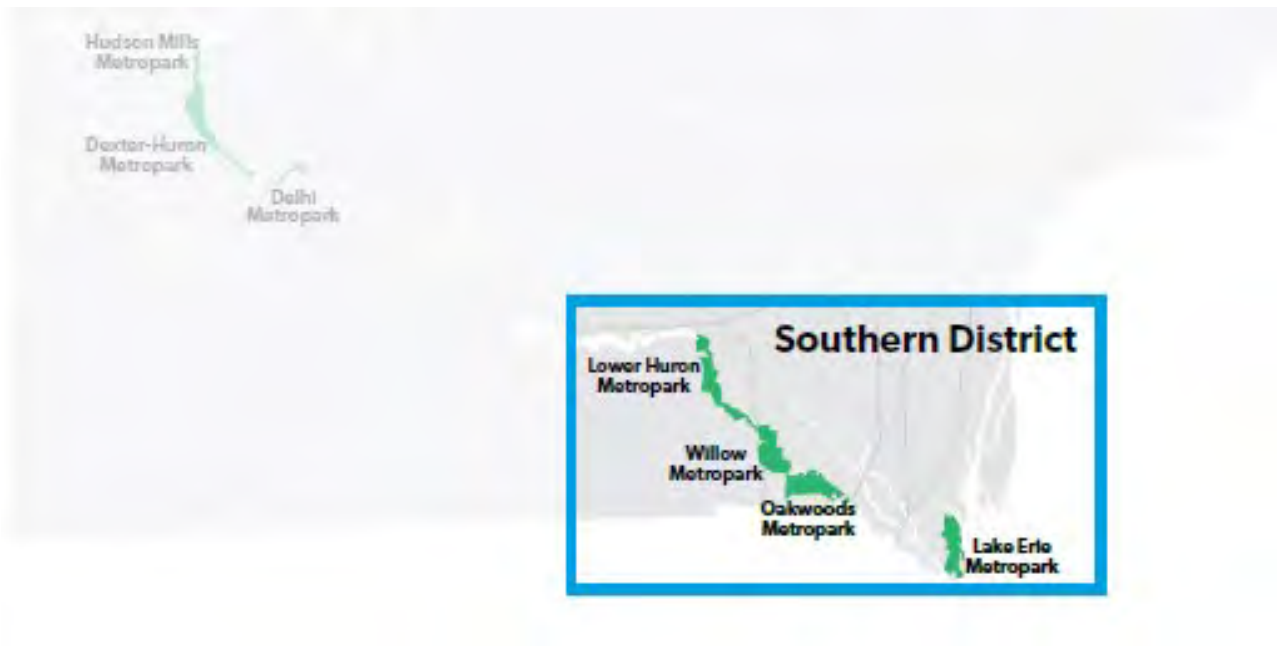 Hudson Mills
Metropark
Dexter-Huron
Metropark
Delhi
Metropark
Southern District
Lower Huron
Metropark
Willow
Metropark
Oakwoods
Metropark
Lake Erie
Metropark